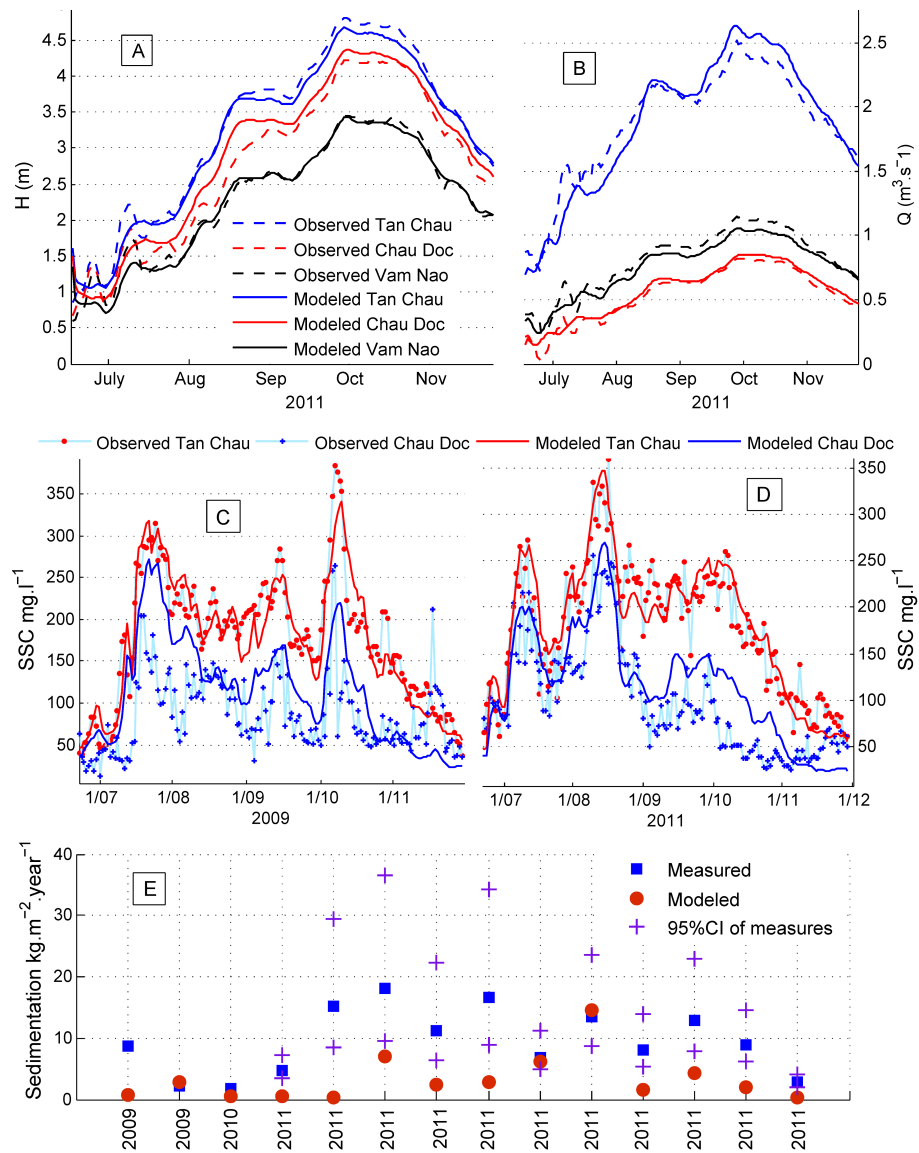 A
B
H (m)
4.5
4
3.5
3
2.5
2
1.5
1
0.5
0
Observed Tan Chau
Observed Chau Doc
Observed Vam Nao
Modeled Tan Chau
Modeled Chau Doc
Modeled Vam Nao
July
Aug
Sep
Oct
Nov
2011
2.5
2
1.5
1
0.5
0
Q (m³.s⁻¹)
July
Aug
Sep
Oct
Nov
2011
Observed Tan Chau
Observed Chau Doc
Modeled Tan Chau
Modeled Chau Doc
C
D
SSC mg.l⁻¹
350
300
250
200
150
100
50
1/07
1/08
1/09
1/10
1/11
2009
350
300
250
200
150
100
50
SSC mg.l⁻¹
1/07
1/08
1/09
1/10
1/11
1/12
2011
E
Sedimentation kg.m⁻².year⁻¹
40
30
20
10
0
Measured
Modeled
95%CI of measures
2009
2009
2010
2011
2011
2011
2011
2011
2011
2011
2011
2011
2011
2011